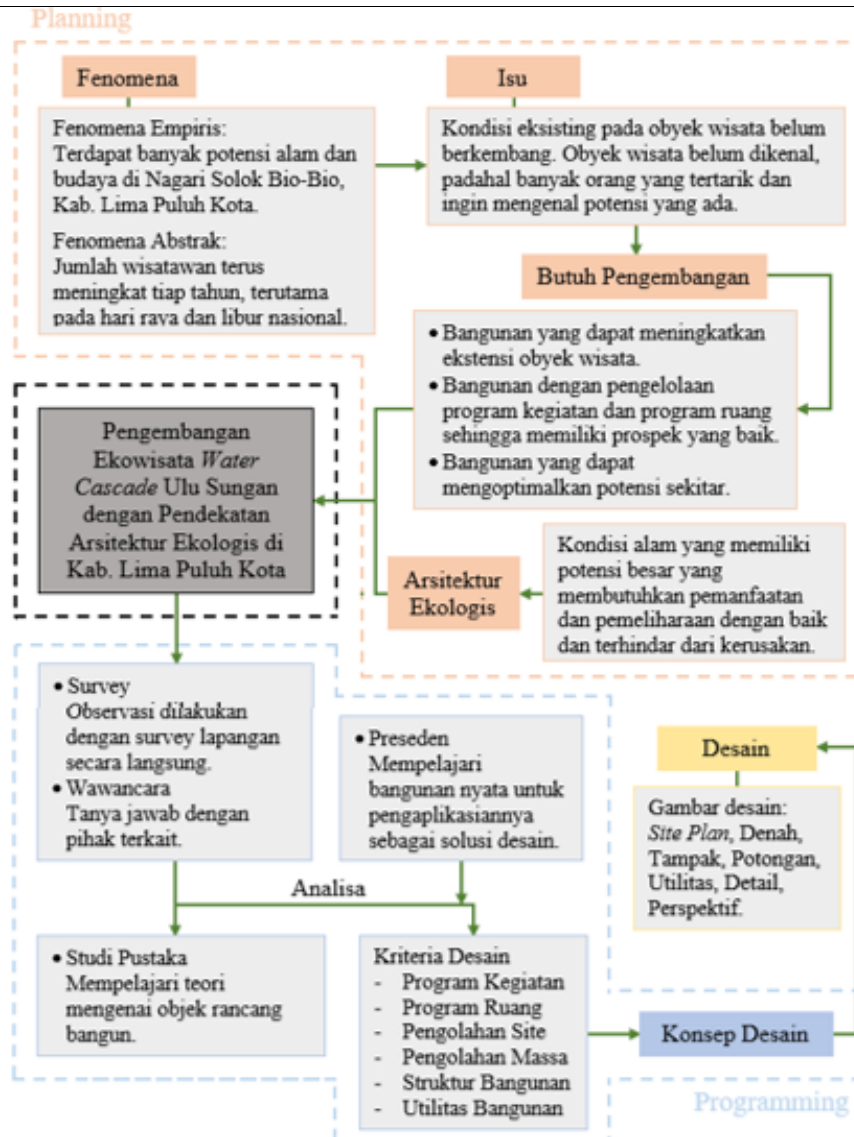 Planning
Fenomena
Fenomena Empiris:
Terdapat banyak potensi alam dan
budaya di Nagari Solok Bio-Bio,
Kab. Lima Puluh Kota.
Fenomena Abstrak:
Jumlah wisatawan terus
meningkat tiap tahun, terutama
pada hari raya dan libur nasional.
Isu
Kondisi eksisting pada obyek wisata belum
berkembang. Obyek wisata belum dikenal,
padahal banyak orang yang tertarik dan
ingin mengenal potensi yang ada.
Butuh Pengembangan
• Bangunan yang dapat meningkatkan
ekstensi obyek wisata.
• Bangunan dengan pengelolaan
program kegiatan dan program ruang
sehingga memiliki prospek yang baik.
• Bangunan yang dapat
mengoptimalkan potensi sekitar.
Kondisi alam yang memiliki
potensi besar yang
membutuhkan pemanfaatan
dan pemeliharaan dengan baik
dan terhindar dari kerusakan.
Arsitektur
Ekologis
Pengembangan
Ekowisata Water
Cascade Ulu Sungan
dengan Pendekatan
Arsitektur Ekologis di
Kab. Lima Puluh Kota
• Survey
Observasi dilakukan
dengan survey lapangan
secara langsung.
• Wawancara
Tanya jawab dengan
pihak terkait.
• Preseden
Mempelajari
bangunan nyata untuk
pengaplikasiannya
sebagai solusi desain.
Analisa
• Studi Pustaka
Mempelajari teori
mengenai objek rancang
bangun.
Kriteria Desain
- Program Kegiatan
- Program Ruang
- Pengolahan Site
- Pengolahan Massa
- Struktur Bangunan
- Utilitas Bangunan
Konsep Desain
Desain
Gambar desain:
Site Plan, Denah,
Tampak, Potongan,
Utilitas, Detail,
Perspektif.
Programming